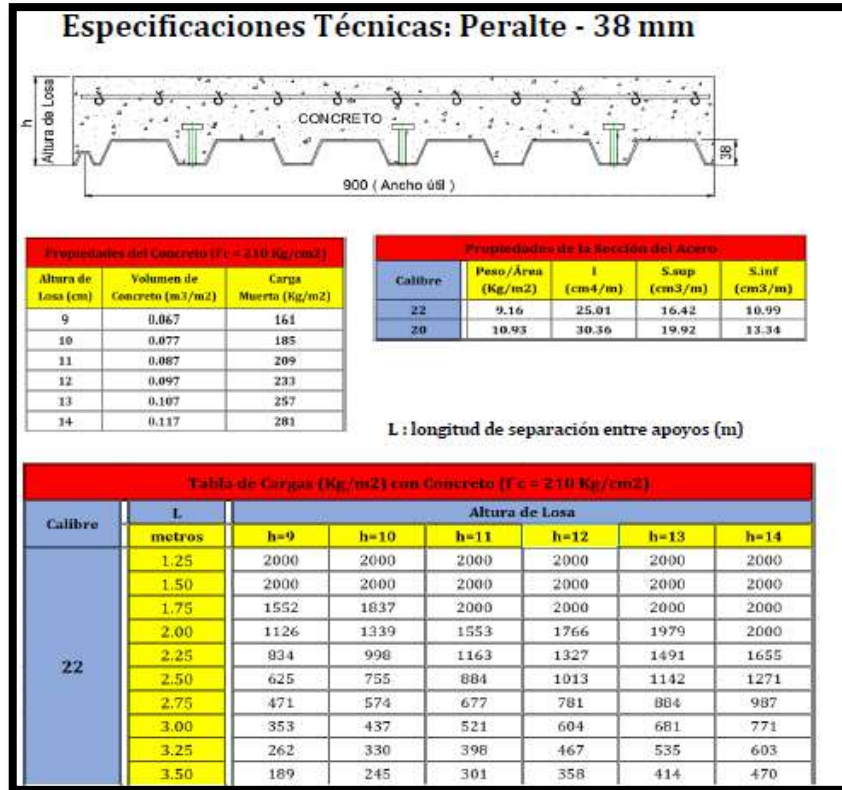 Especificaciones Técnicas: Peralte - 38 mm
h
Altura de Losa
CONCRETO
38
900 ( Ancho útil )
Propiedades del Concreto (f'c = 210 Kg/cm2)
Altura de Losa (cm) Volumen de Concreto (m3/m2) Carga Muerta (Kg/m2)
9 0.067 161
10 0.077 185
11 0.087 209
12 0.097 233
13 0.107 257
14 0.117 281
Propiedades de la Sección del Acero
Calibre Peso/Área (Kg/m2) I (cm4/m) S.sup (cm3/m) S.inf (cm3/m)
22 9.16 25.01 16.42 10.99
20 10.93 30.36 19.92 13.34
L : longitud de separación entre apoyos (m)
Tabla de Cargas (Kg/m2) con Concreto (f'c = 210 Kg/cm2)
Calibre L metros Altura de Losa
h=9 h=10 h=11 h=12 h=13 h=14
22
1.25 2000 2000 2000 2000 2000 2000
1.50 2000 2000 2000 2000 2000 2000
1.75 1552 1837 2000 2000 2000 2000
2.00 1126 1339 1553 1766 1979 2000
2.25 834 998 1163 1327 1491 1655
2.50 625 755 884 1013 1142 1271
2.75 471 574 677 781 884 987
3.00 353 437 521 604 681 771
3.25 262 330 398 467 535 603
3.50 189 245 301 358 414 470